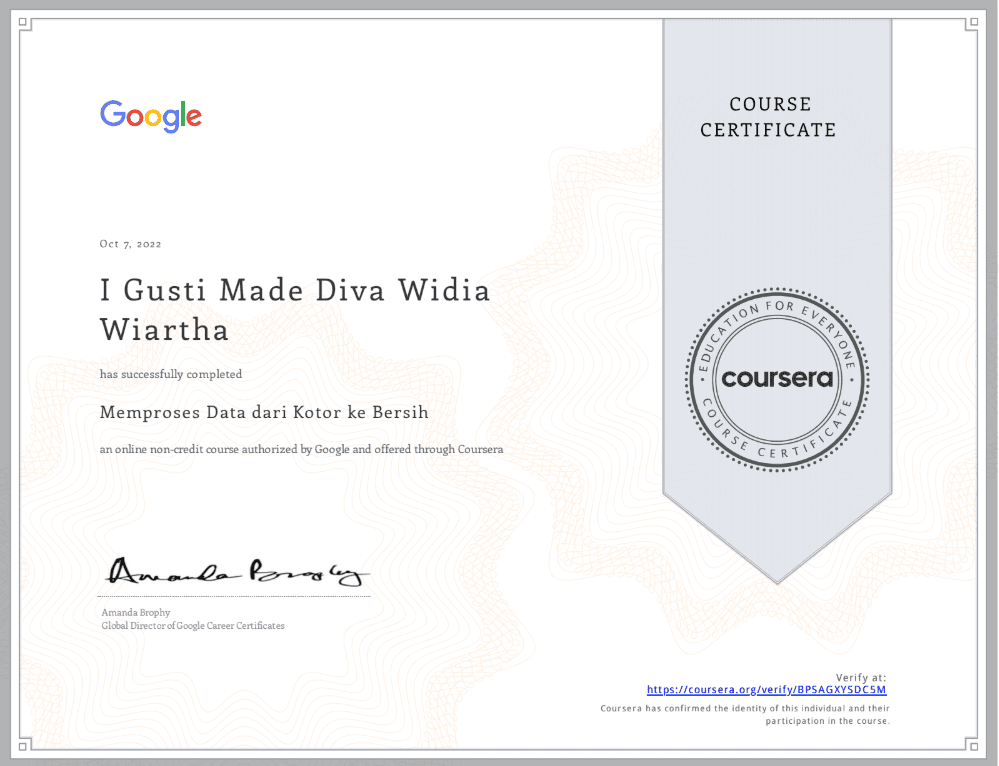 Google
COURSE
CERTIFICATE
Oct 7, 2022
I Gusti Made Diva Widia
Wiartha
has successfully completed
Memproses Data dari Kotor ke Bersih
an online non-credit course authorized by Google and offered through Coursera
EDUCATION FOR EVERYONE
coursera
COURSE CERTIFICATE
Amanda Brophy
Amanda Brophy
Global Director of Google Career Certificates
Verify at:
https://coursera.org/verify/BPSAGXYSDC5M
Coursera has confirmed the identity of this individual and their
participation in the course.